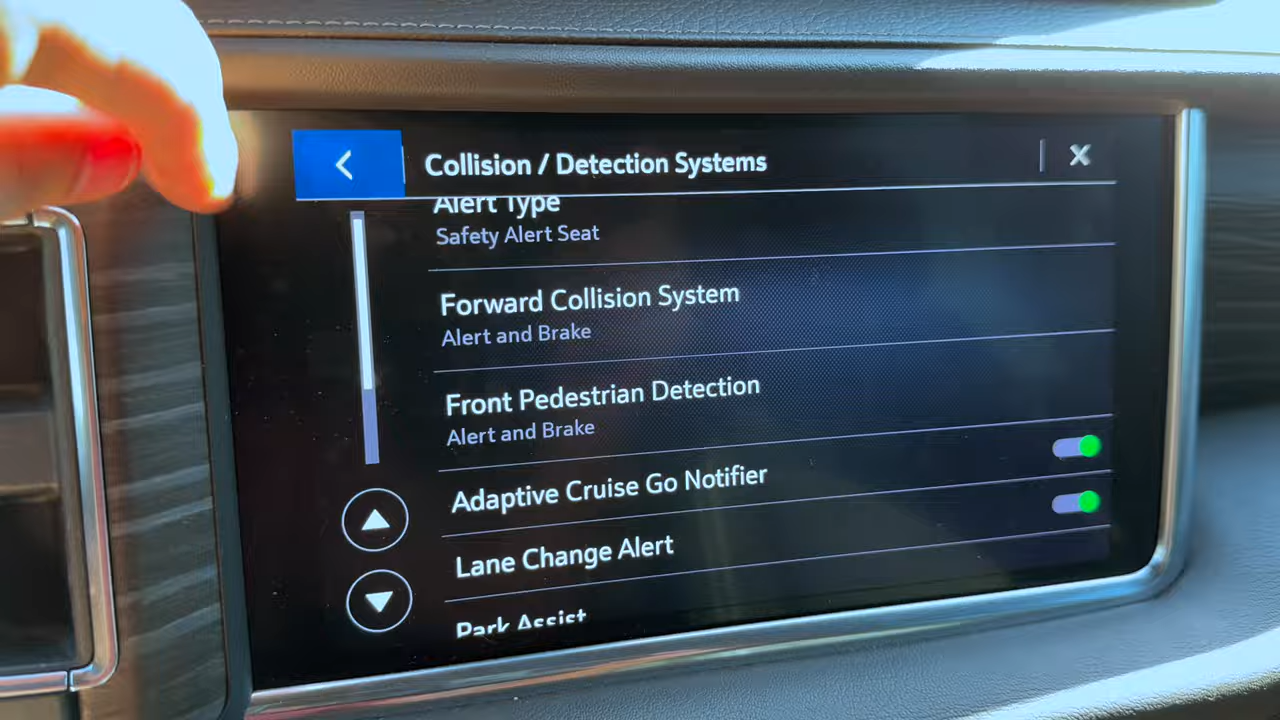 Collision / Detection Systems
Alert Type
Safety Alert Seat
Forward Collision System
Alert and Brake
Front Pedestrian Detection
Alert and Brake
Adaptive Cruise Go Notifier
Lane Change Alert
Park Assist